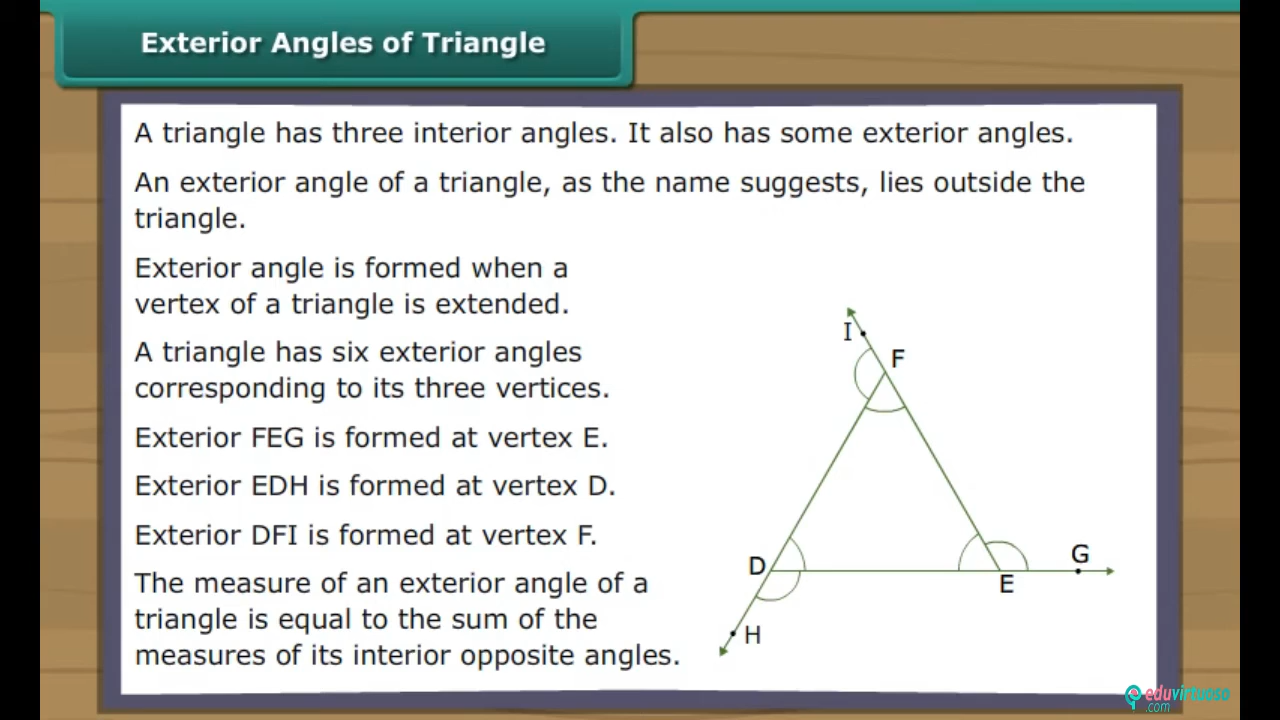 Exterior Angles of Triangle
A triangle has three interior angles. It also has some exterior angles.
An exterior angle of a triangle, as the name suggests, lies outside the
triangle.
Exterior angle is formed when a
vertex of a triangle is extended.
A triangle has six exterior angles
corresponding to its three vertices.
Exterior FEG is formed at vertex E.
Exterior EDH is formed at vertex D.
Exterior DFI is formed at vertex F.
The measure of an exterior angle of a
triangle is equal to the sum of the
measures of its interior opposite angles.
I
F
D
G
E
H
eduvirtuoso
.com